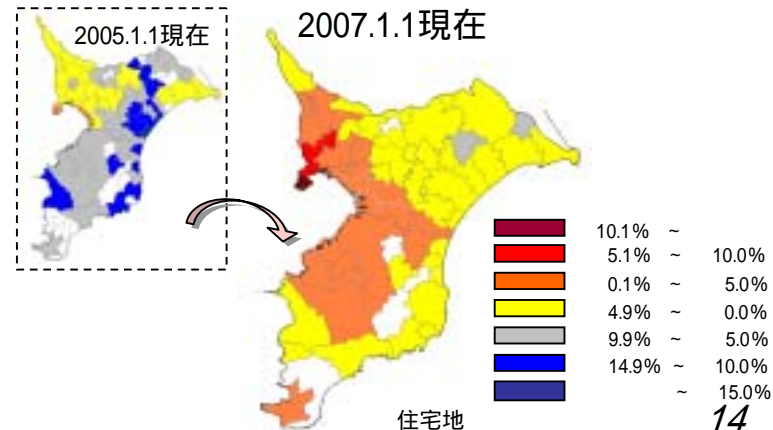 2005.1.1現在
2007.1.1現在
10.1% ~
5.1% ~ 10.0%
0.1% ~ 5.0%
4.9% ~ 0.0%
9.9% ~ 5.0%
14.9% ~ 10.0%
~ 15.0%
住宅地
14